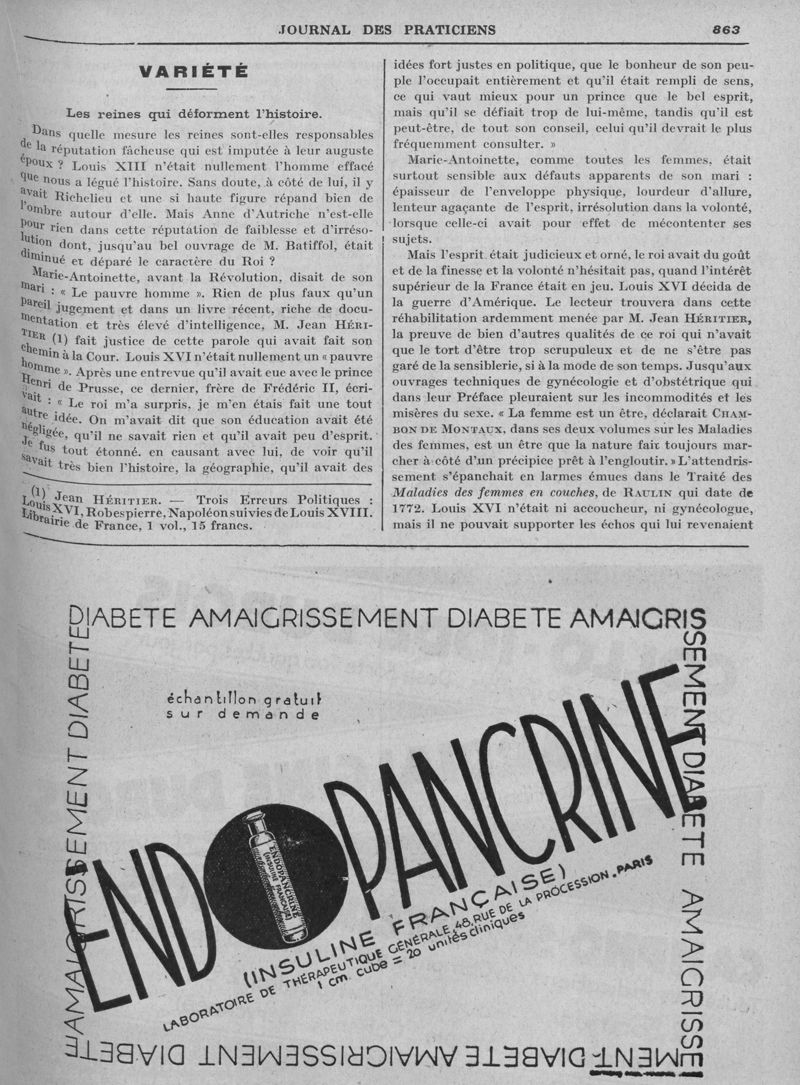 JOURNAL DES PRATICIENS
863
VARIÉTÉ
Les reines qui déforment l'histoire.
Dans quelle mesure les reines sont-elles responsables
de la réputation fâcheuse qui est imputée à leur auguste
époux ? Louis XIII n'était nullement l'homme effacé
que nous a légué l'histoire. Sans doute, à côté de lui, il y
avait Richelieu et une si haute figure répand bien de
l'ombre autour d'elle. Mais Anne d'Autriche n'est-elle
pour rien dans cette réputation de faiblesse et d'irréso-
lution dont, jusqu'au bel ouvrage de M. Batiffol, était
diminué et déparé le caractère du Roi ?
Marie-Antoinette, avant la Révolution, disait de son
mari : « Le pauvre homme ». Rien de plus faux qu'un
pareil jugement et dans un livre récent, riche de docu-
mentation et très élevé d'intelligence, M. Jean HÉRI-
TIER (1) fait justice de cette parole qui avait fait son
chemin à la Cour. Louis XVI n'était nullement un « pauvre
homme ». Après une entrevue qu'il avait eue avec le prince
Henri de Prusse, ce dernier, frère de Frédéric II, écri-
vait : « Le roi m'a surpris, je m'en étais fait une tout
autre idée. On m'avait dit que son éducation avait été
négligée, qu'il ne savait rien et qu'il avait peu d'esprit.
Je fus tout étonné, en causant avec lui, de voir qu'il
savait très bien l'histoire, la géographie, qu'il avait des
(1) Jean HÉRITIER. — Trois Erreurs Politiques :
Louis XVI, Robespierre, Napoléon suivies de Louis XVIII.
Librairie de France, 1 vol., 15 francs.
idées fort justes en politique, que le bonheur de son peu-
ple l'occupait entièrement et qu'il était rempli de sens,
ce qui vaut mieux pour un prince que le bel esprit,
mais qu'il se défiait trop de lui-même, tandis qu'il est
peut-être, de tout son conseil, celui qu'il devrait le plus
fréquemment consulter. »
Marie-Antoinette, comme toutes les femmes, était
surtout sensible aux défauts apparents de son mari :
épaisseur de l'enveloppe physique, lourdeur d'allure,
lenteur agaçante de l'esprit, irrésolution dans la volonté,
lorsque celle-ci avait pour effet de mécontenter ses
sujets.
Mais l'esprit était judicieux et orné, le roi avait du goût
et de la finesse et la volonté n'hésitait pas, quand l'intérêt
supérieur de la France était en jeu. Louis XVI décida de
la guerre d'Amérique. Le lecteur trouvera dans cette
réhabilitation ardemment menée par M. Jean HÉRITIER,
la preuve de bien d'autres qualités de ce roi qui n'avait
que le tort d'être trop scrupuleux et de ne s'être pas
garé de la sensiblerie, si à la mode de son temps. Jusqu'aux
ouvrages techniques de gynécologie et d'obstétrique qui
dans leur Préface pleuraient sur les incommodités et les
misères du sexe. « La femme est un être, déclarait CHAM-
BON DE MONTAUX, dans ses deux volumes sur les Maladies
des femmes, est un être que la nature fait toujours mar-
cher à côté d'un précipice prêt à l'engloutir. » L'attendris-
sement s'épanchait en larmes émues dans le Traité des
Maladies des femmes en couches, de RAULIN qui date de
1772. Louis XVI n'était ni accoucheur, ni gynécologue,
mais il ne pouvait supporter les échos qui lui revenaient
DIABETE AMAIGRISSEMENT DIABETE AMAIGRIS
SEMENT DIABETE AMAIGRISSE
MENT DIABETE AMAIGRISSEMENT DIABETE
AMAIGRISSEMENT DIABETE
échantillon gratuit
sur demande
ENDOPANCRINE
ENDOPANCRINE
(INSULINE FRANÇAISE)
(INSULINE FRANÇAISE)
LABORATOIRE DE THÉRAPEUTIQUE GÉNÉRALE 48, RUE DE LA PROCESSION, PARIS
1 cm. cube = 20 unités cliniques